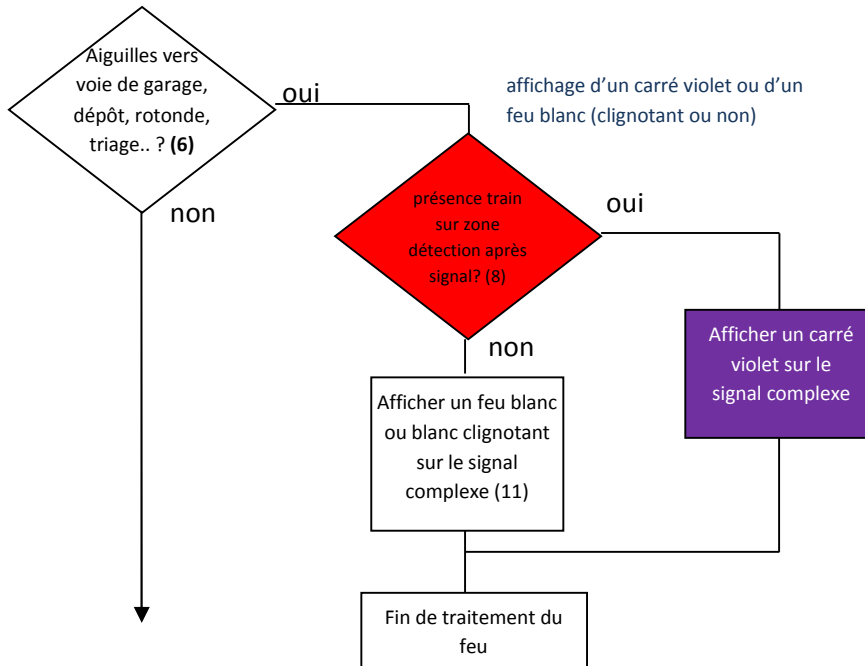 Aiguilles vers
voie de garage,
dépôt, rotonde,
triage.. ? (6)
oui
affichage d’un carré violet ou d’un
feu blanc (clignotant ou non)
non
présence train
sur zone
détection après
signal? (8)
oui
non
Afficher un carré
violet sur le
signal complexe
Afficher un feu blanc
ou blanc clignotant
sur le signal
complexe (11)
Fin de traitement du
feu